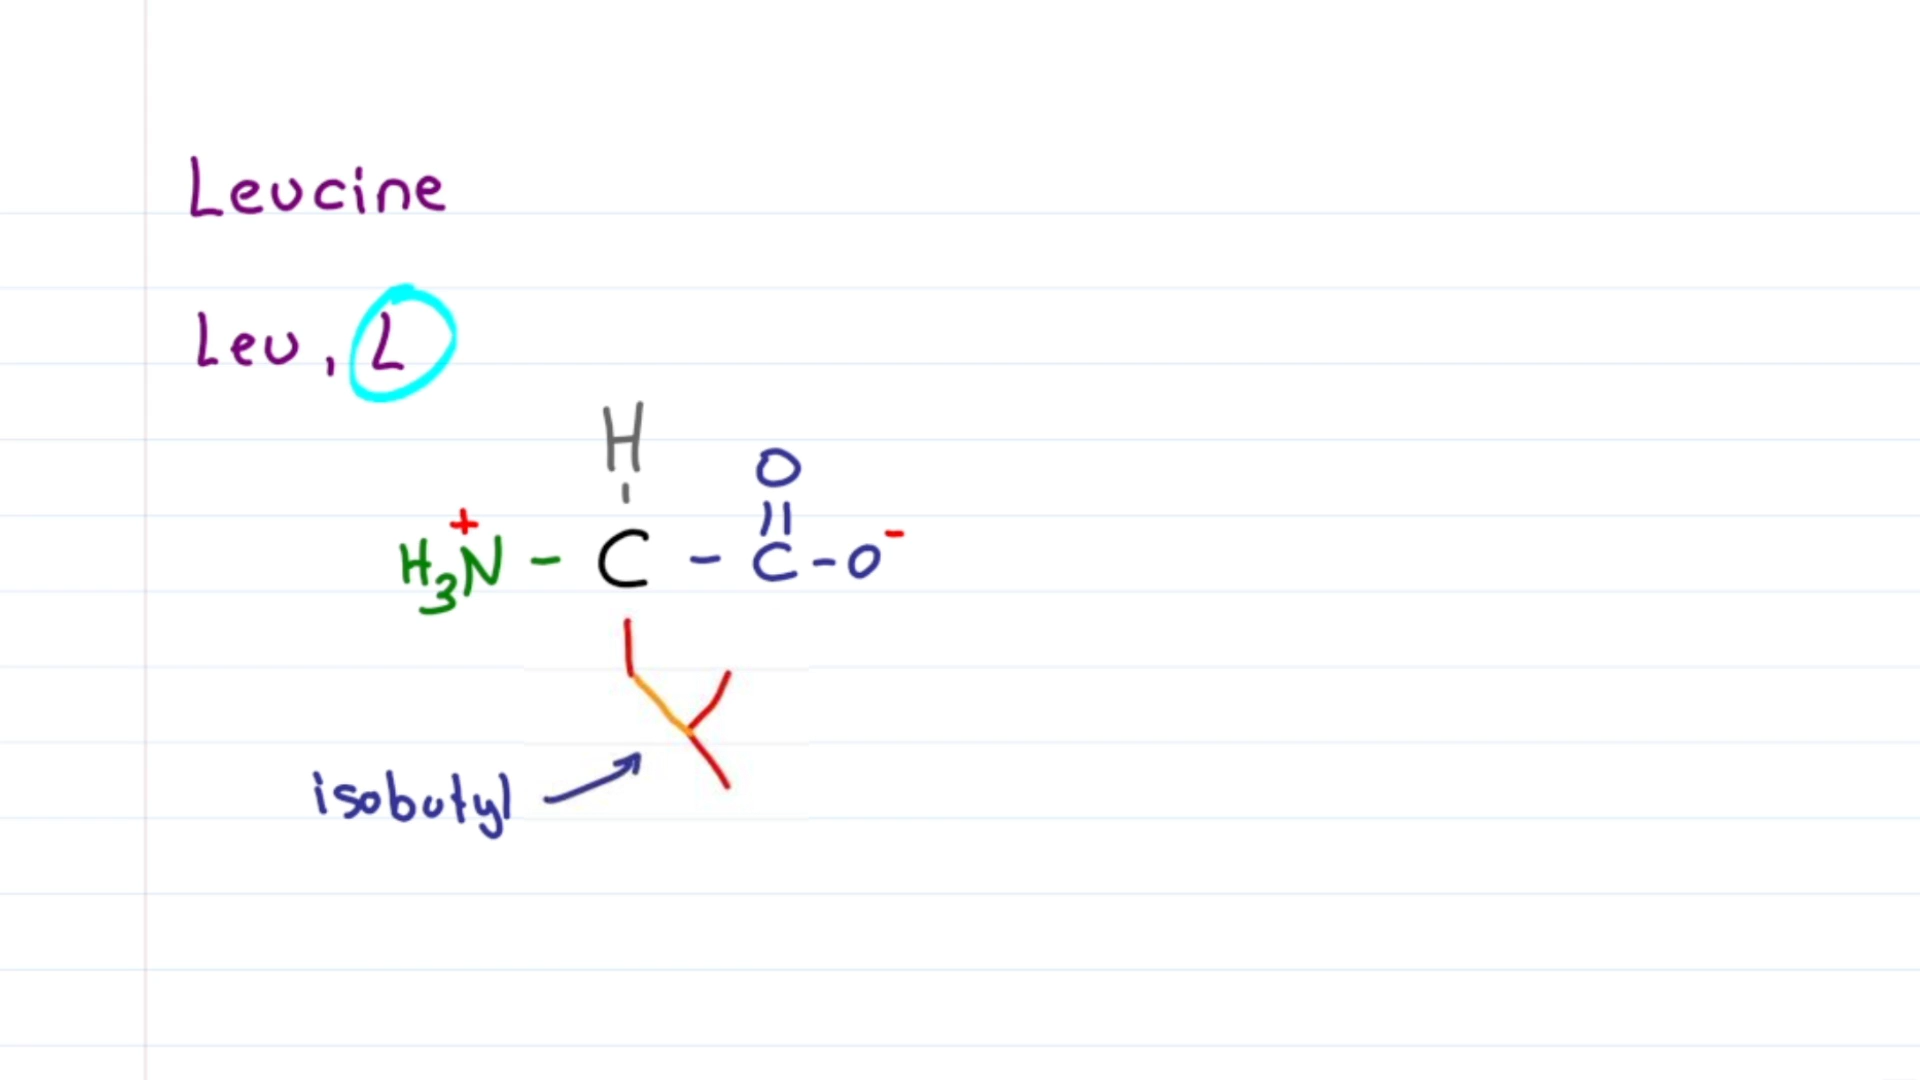 Leucine
Leu, L
H
O
H3N+ - C - C - O-
isobutyl